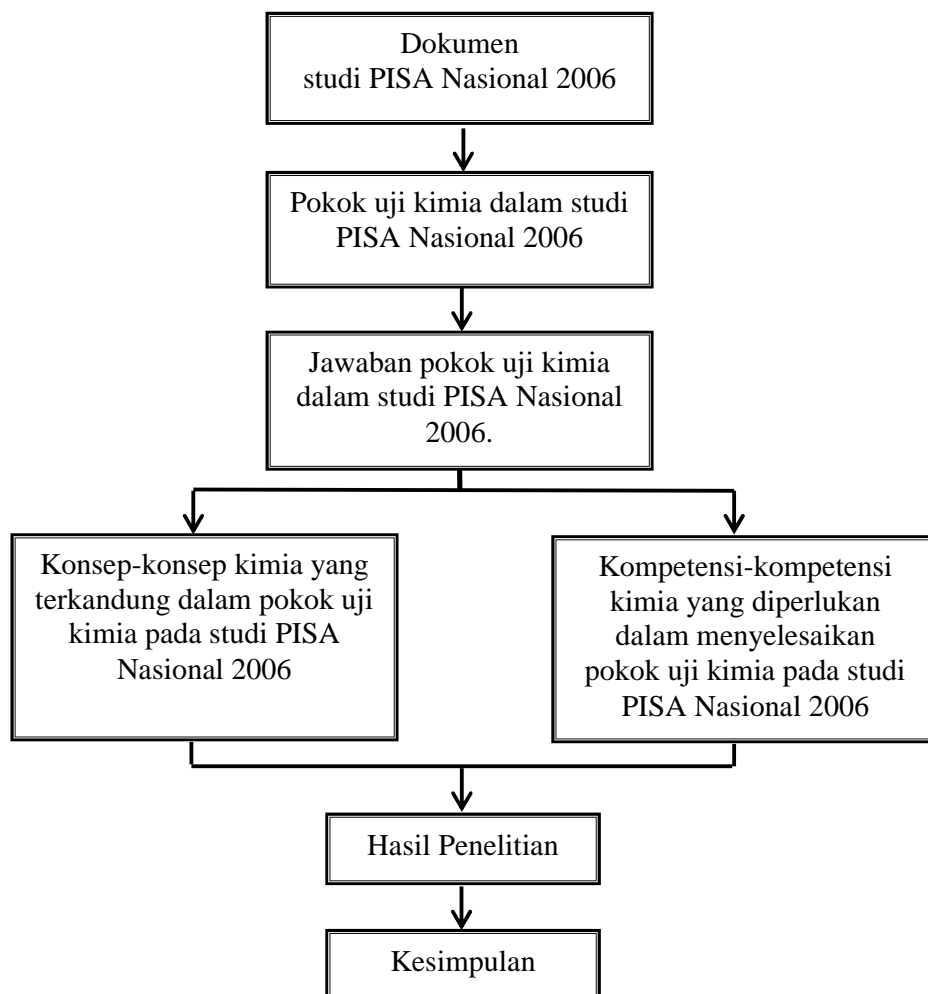 Dokumen
studi PISA Nasional 2006
Pokok uji kimia dalam studi
PISA Nasional 2006
Jawaban pokok uji kimia
dalam studi PISA Nasional
2006.
Konsep-konsep kimia yang
terkandung dalam pokok uji
kimia pada studi PISA
Nasional 2006
Kompetensi-kompetensi
kimia yang diperlukan
dalam menyelesaikan
pokok uji kimia pada studi
PISA Nasional 2006
Hasil Penelitian
Kesimpulan